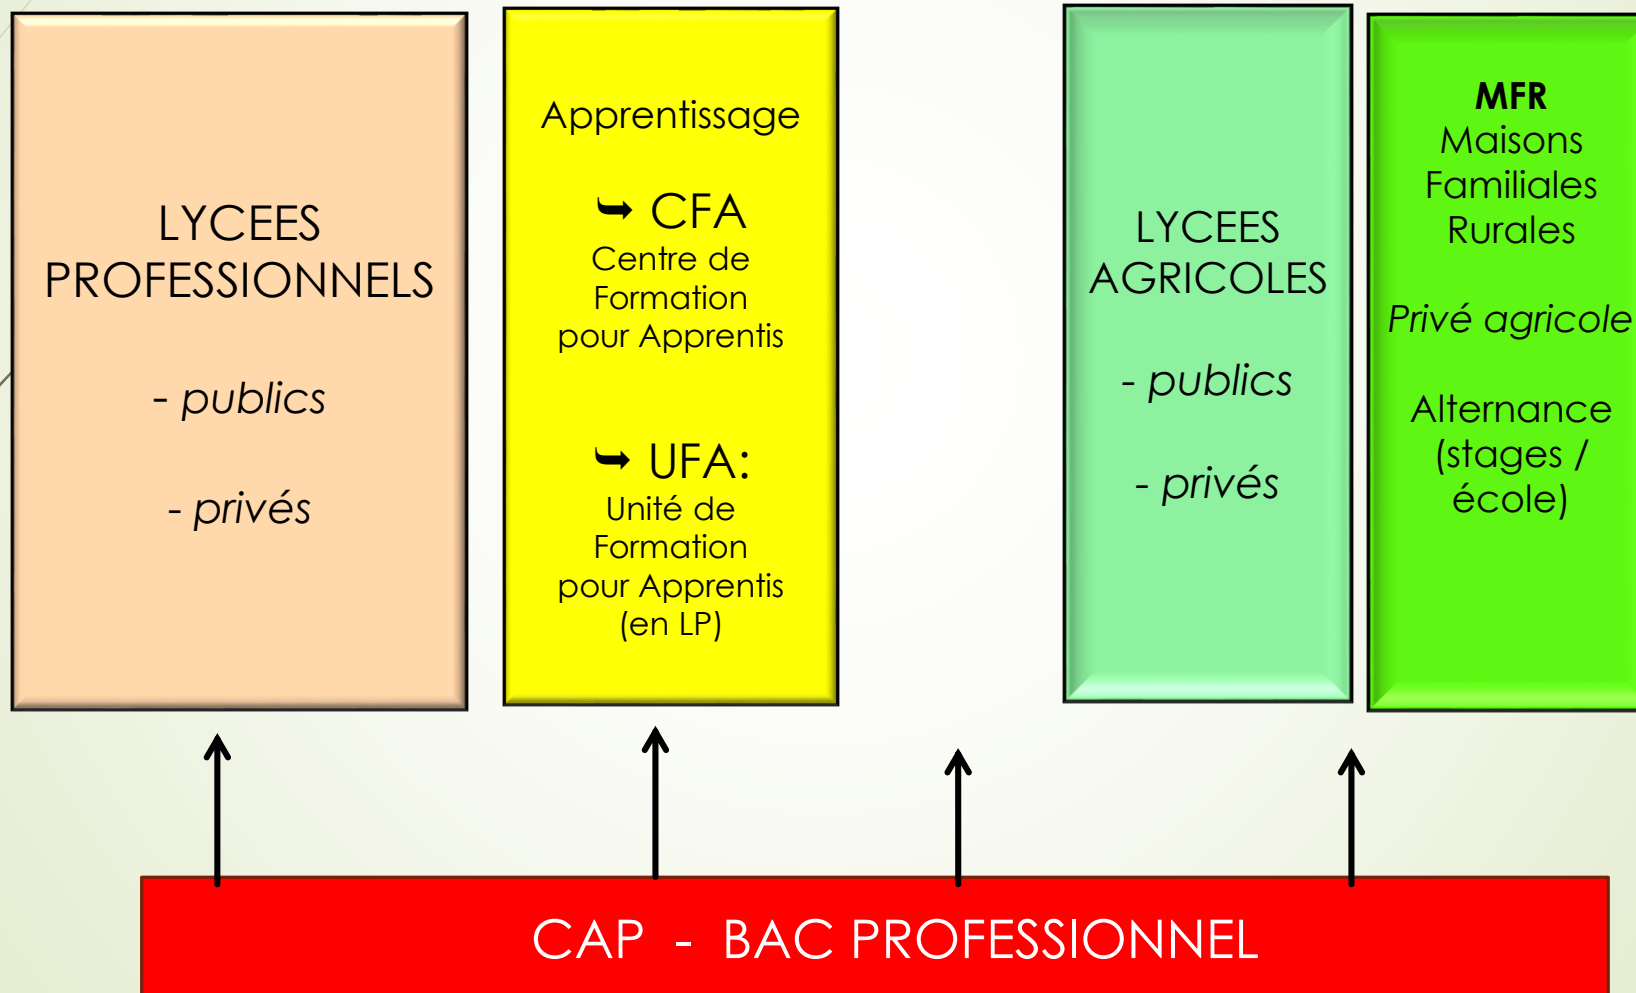 LYCEES
PROFESSIONNELS
- publics
- privés
Apprentissage
➥ CFA
Centre de
Formation
pour Apprentis
➥ UFA:
Unité de
Formation
pour Apprentis
(en LP)
LYCEES
AGRICOLES
- publics
- privés
MFR
Maisons
Familiales
Rurales
Privé agricole
Alternance
(stages /
école)
CAP - BAC PROFESSIONNEL